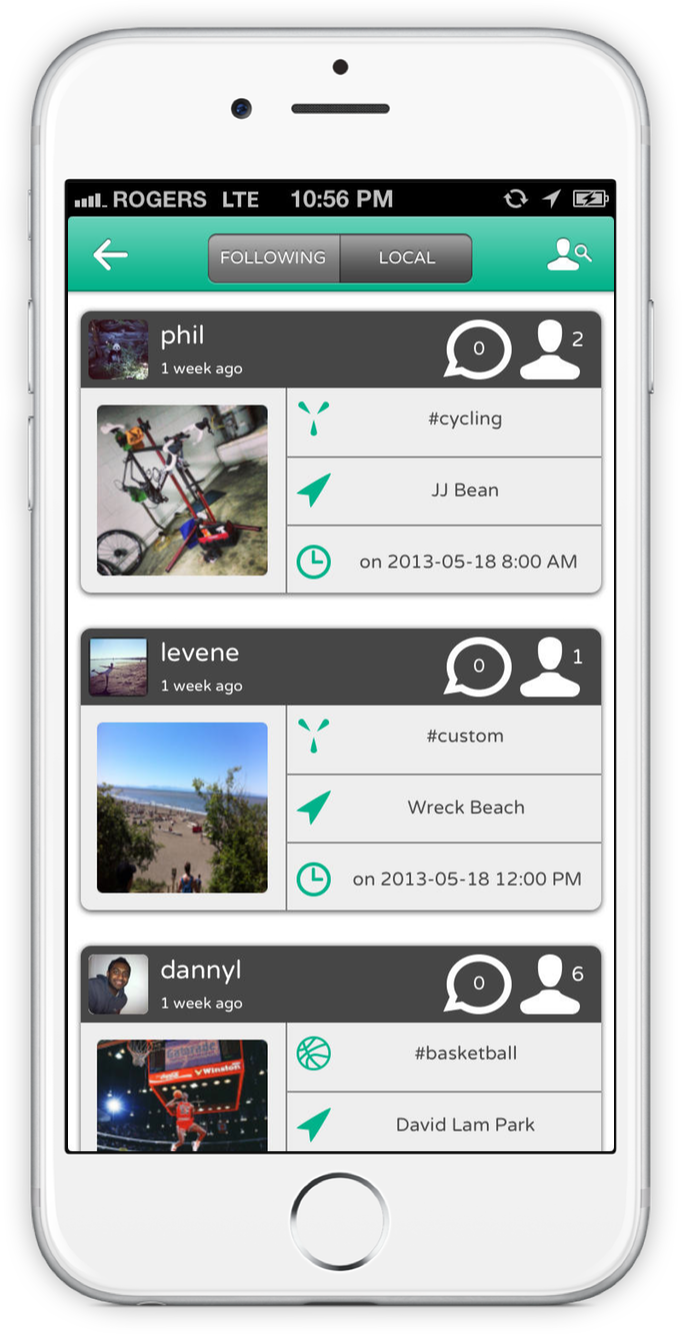 ROGERS LTE 10:56 PM
FOLLOWING LOCAL
phil 0 2
1 week ago
#cycling
JJ Bean
on 2013-05-18 8:00 AM
levene 0 1
1 week ago
#custom
Wreck Beach
on 2013-05-18 12:00 PM
dannyl 0 6
1 week ago
Gatorade
Winston
#basketball
David Lam Park